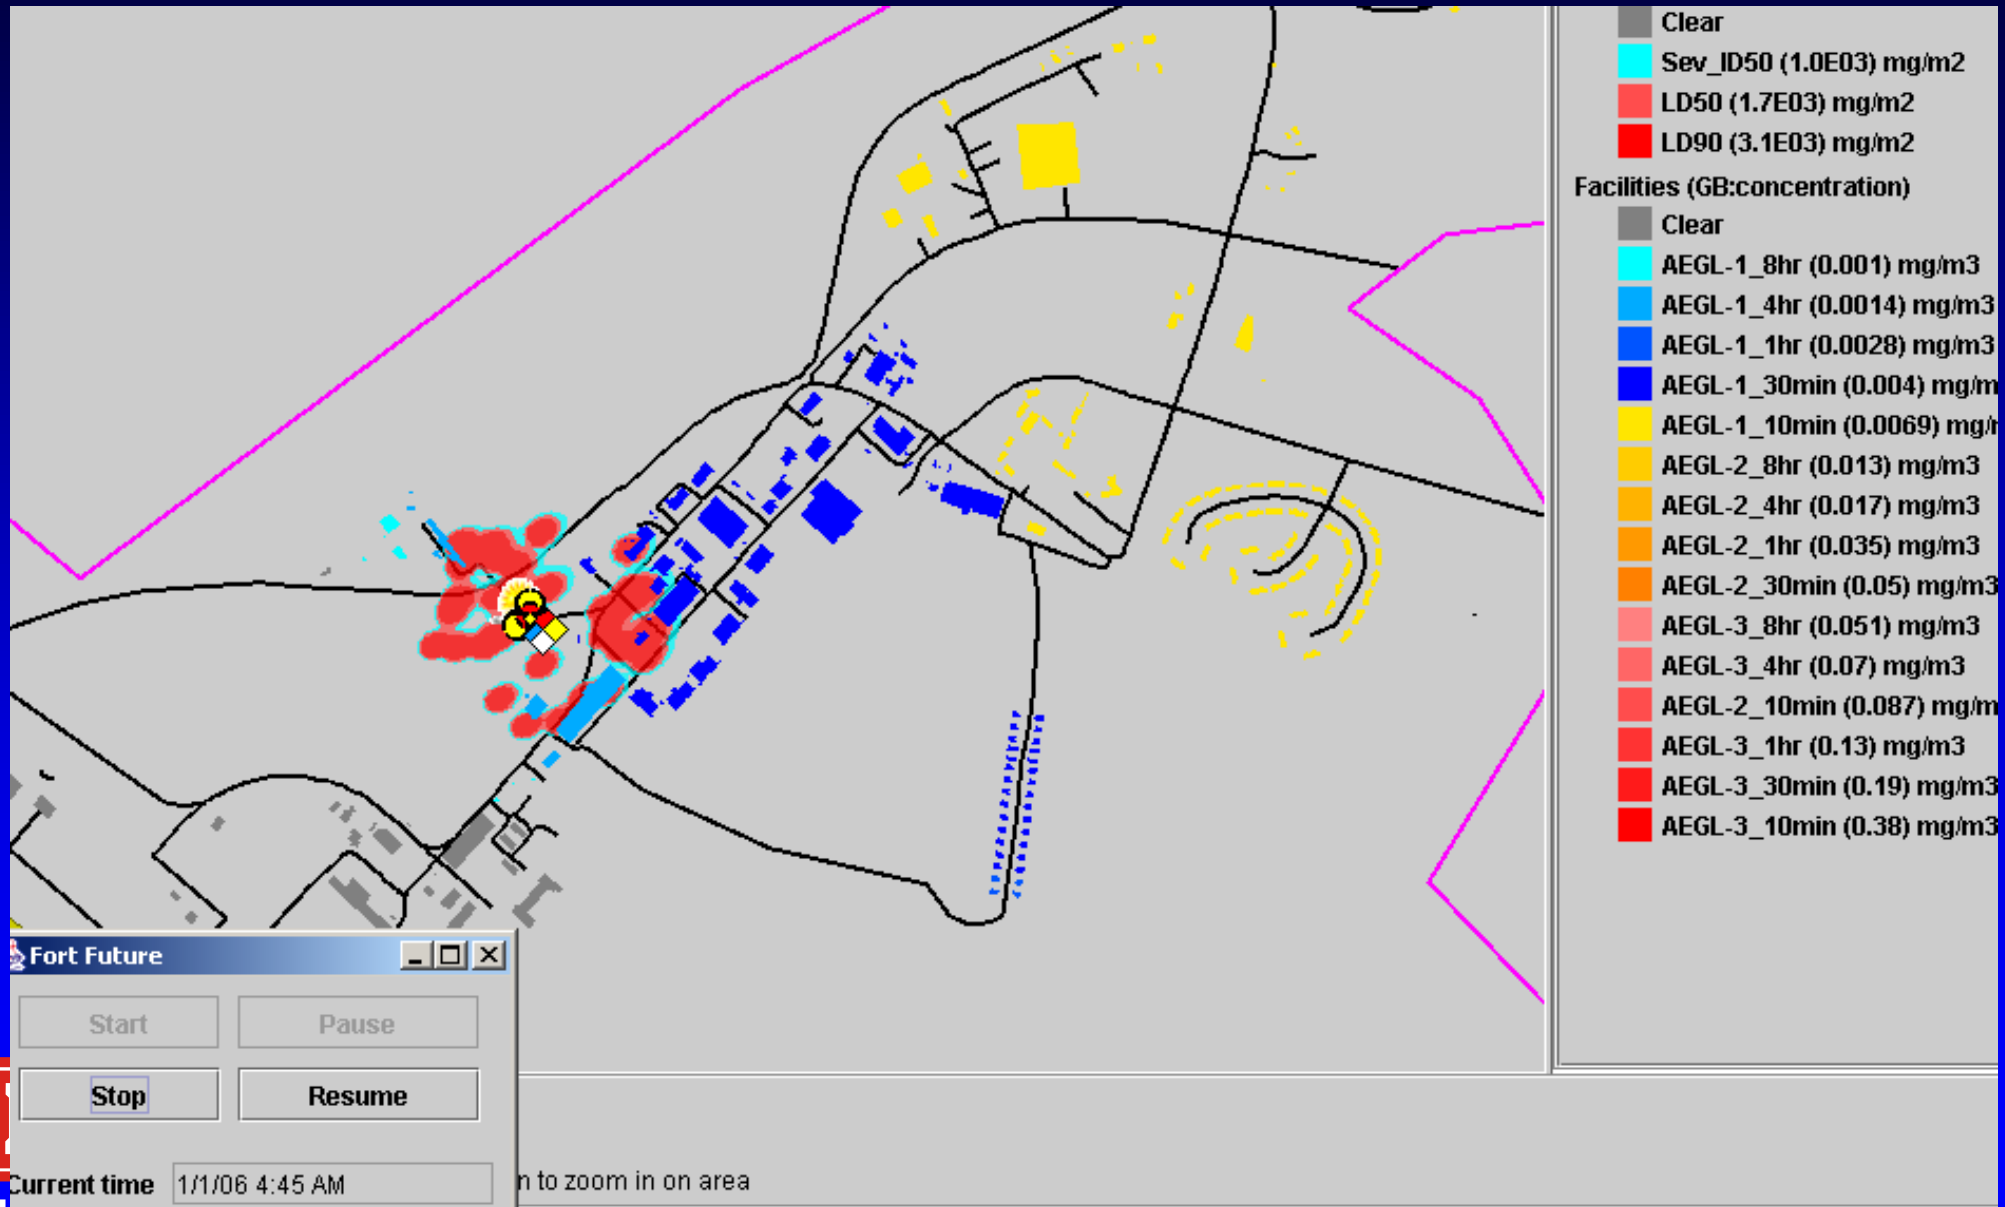 Clear
Sev_ID50 (1.0E03) mg/m2
LD50 (1.7E03) mg/m2
LD90 (3.1E03) mg/m2
Facilities (GB:concentration)
Clear
AEGL-1_8hr (0.001) mg/m3
AEGL-1_4hr (0.0014) mg/m3
AEGL-1_1hr (0.0028) mg/m3
AEGL-1_30min (0.004) mg/m
AEGL-1_10min (0.0069) mg/
AEGL-2_8hr (0.013) mg/m3
AEGL-2_4hr (0.017) mg/m3
AEGL-2_1hr (0.035) mg/m3
AEGL-2_30min (0.05) mg/m3
AEGL-3_8hr (0.051) mg/m3
AEGL-3_4hr (0.07) mg/m3
AEGL-2_10min (0.087) mg/m
AEGL-3_1hr (0.13) mg/m3
AEGL-3_30min (0.19) mg/m3
AEGL-3_10min (0.38) mg/m3
Fort Future
Start Pause
Stop Resume
Current time 1/1/06 4:45 AM
n to zoom in on area